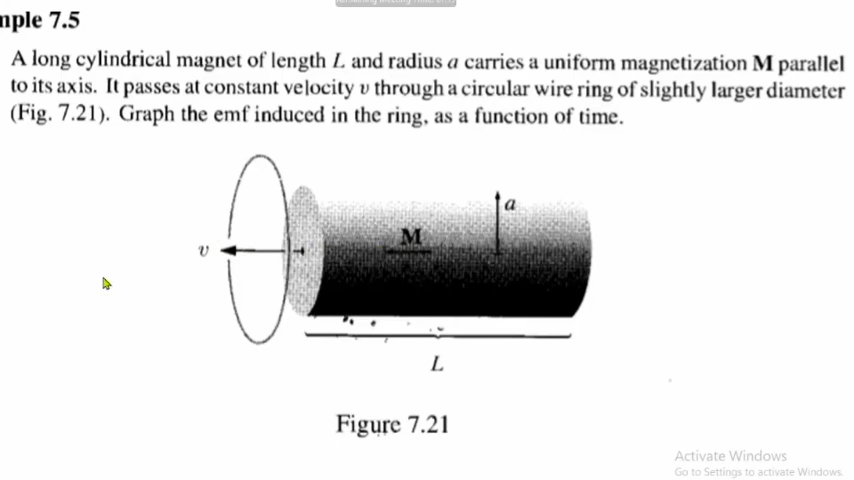 mple 7.5
A long cylindrical magnet of length L and radius a carries a uniform magnetization M parallel
to its axis. It passes at constant velocity v through a circular wire ring of slightly larger diameter
(Fig. 7.21). Graph the emf induced in the ring, as a function of time.
a
M
v
L
Figure 7.21
Activate Windows
Go to Settings to activate Windows.